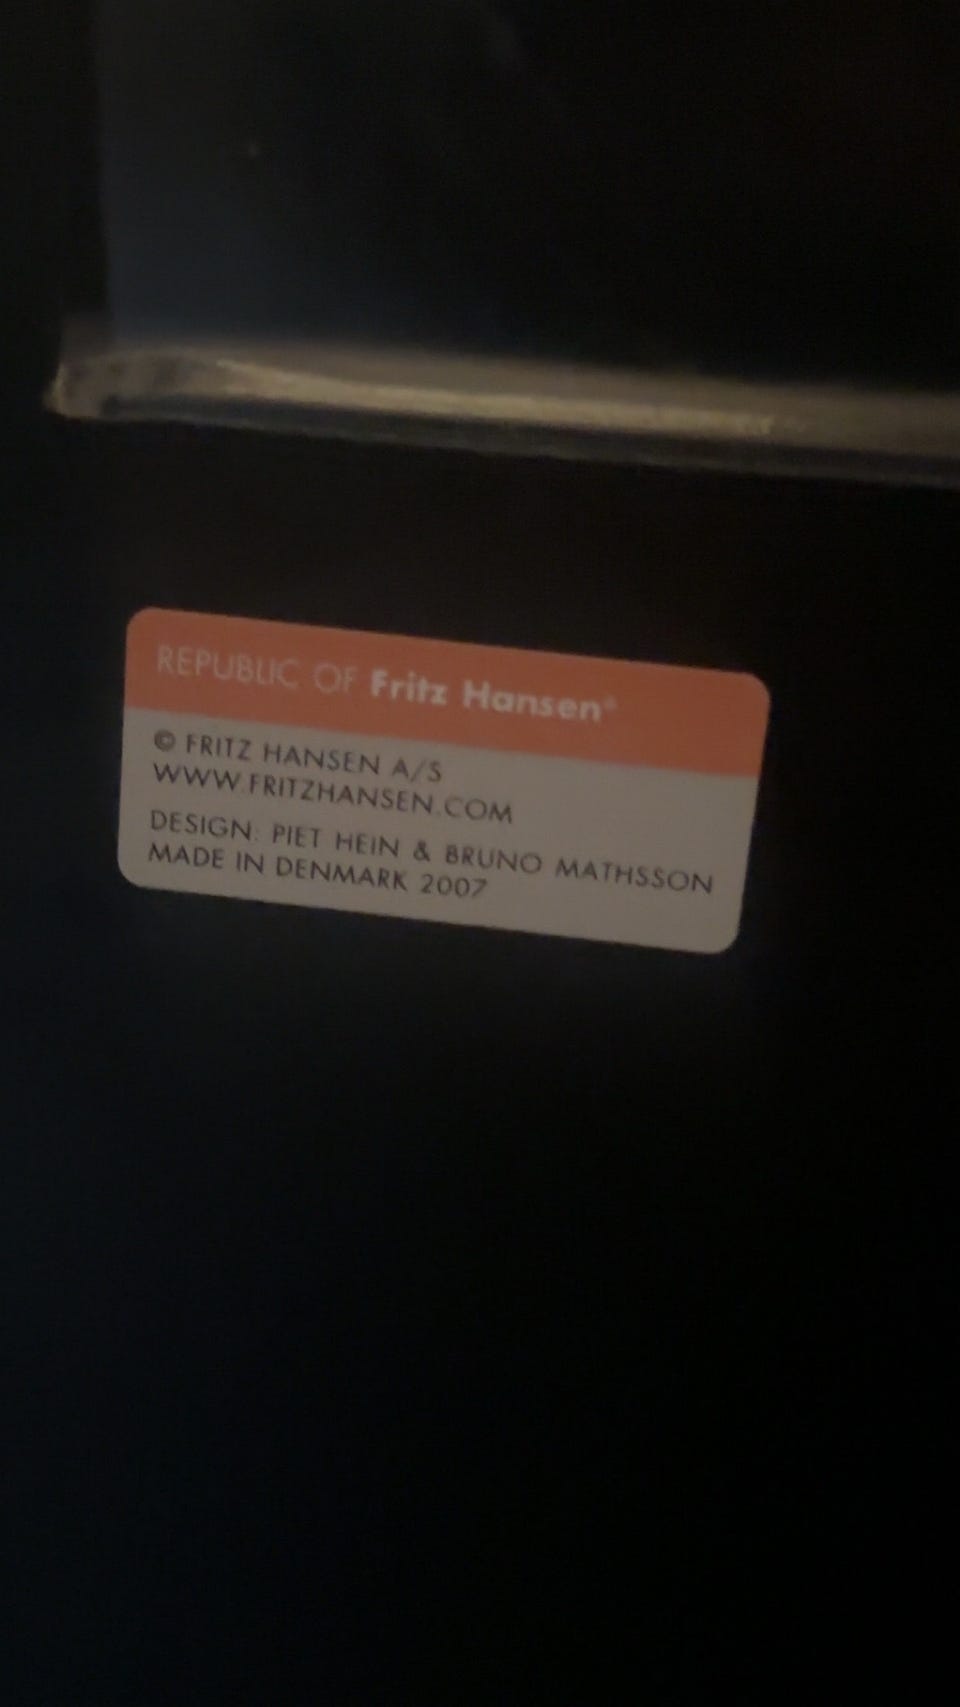 REPUBLIC OF Fritz Hansen®
© FRITZ HANSEN A/S
WWW.FRITZHANSEN.COM
DESIGN: PIET HEIN & BRUNO MATHSSON
MADE IN DENMARK 2007